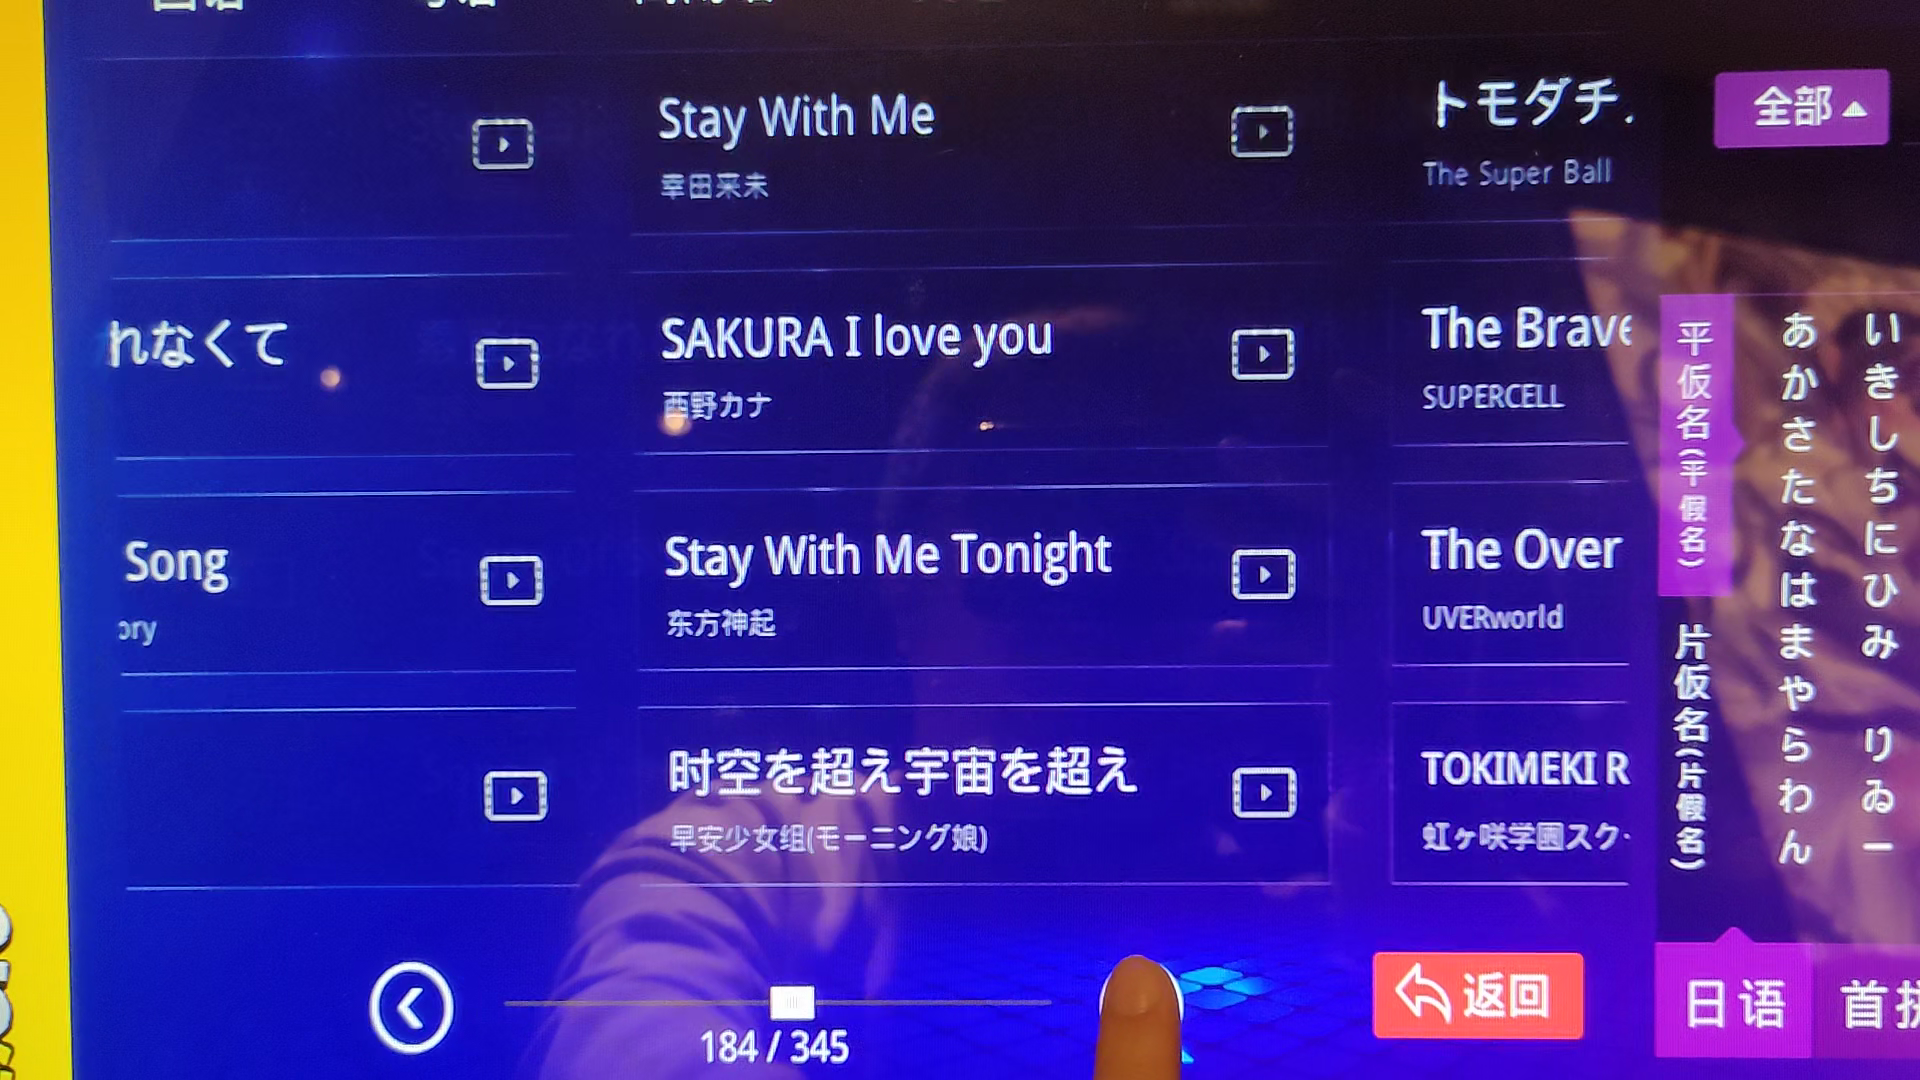 Stay With Me
幸田来未
トモダチ.
The Super Ball
全部
れなくて
SAKURA I love you
西野カナ
The Brave
SUPERCELL
Song
ory
Stay With Me Tonight
东方神起
The Over
UVERworld
时空を超え宇宙を超え
早安少女组(モーニング娘)
TOKIMEKI R
虹ヶ咲学園スク·
平仮名(平假名)
片仮名(片假名)
あかさたなはまやらわん
いきしちにひみ りゐー
184 / 345
返回
日语
首拼